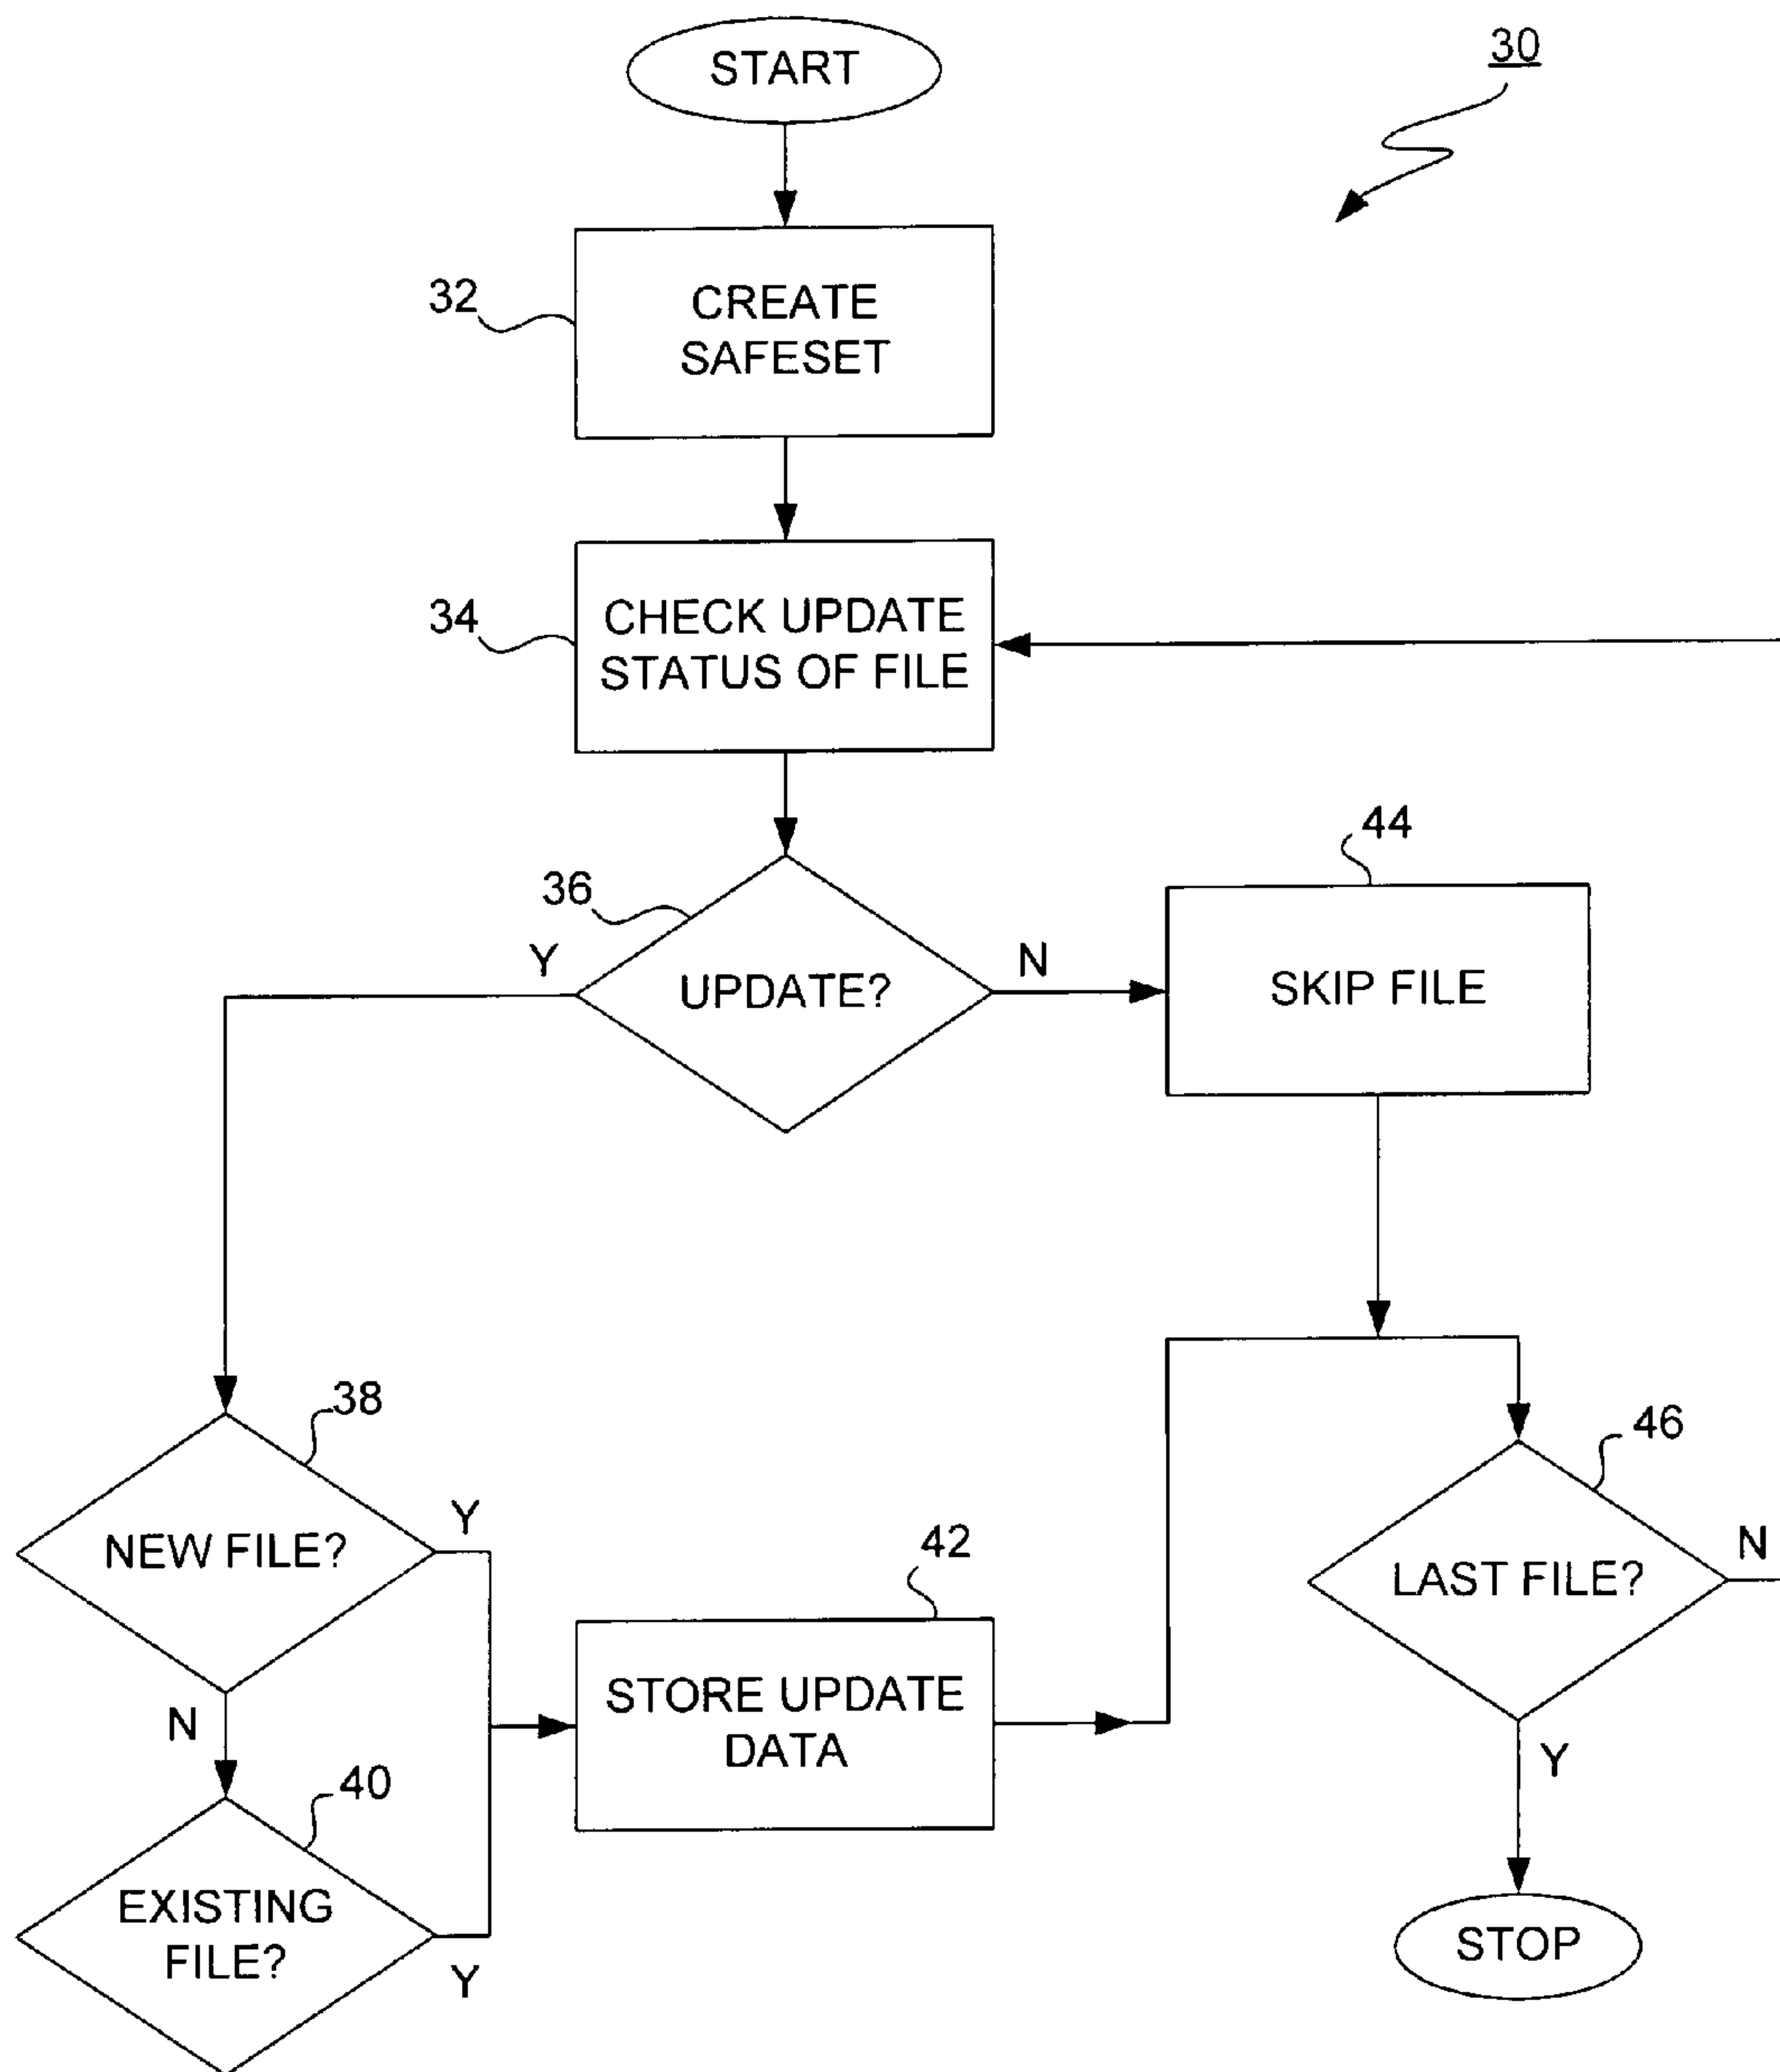 START
30
32
CREATE
SAFESET
34
CHECK UPDATE
STATUS OF FILE
44
36
Y
UPDATE?
N
SKIP FILE
38
46
NEW FILE?
Y
42
LAST FILE?
N
STORE UPDATE
DATA
N
Y
40
EXISTING
FILE?
Y
STOP